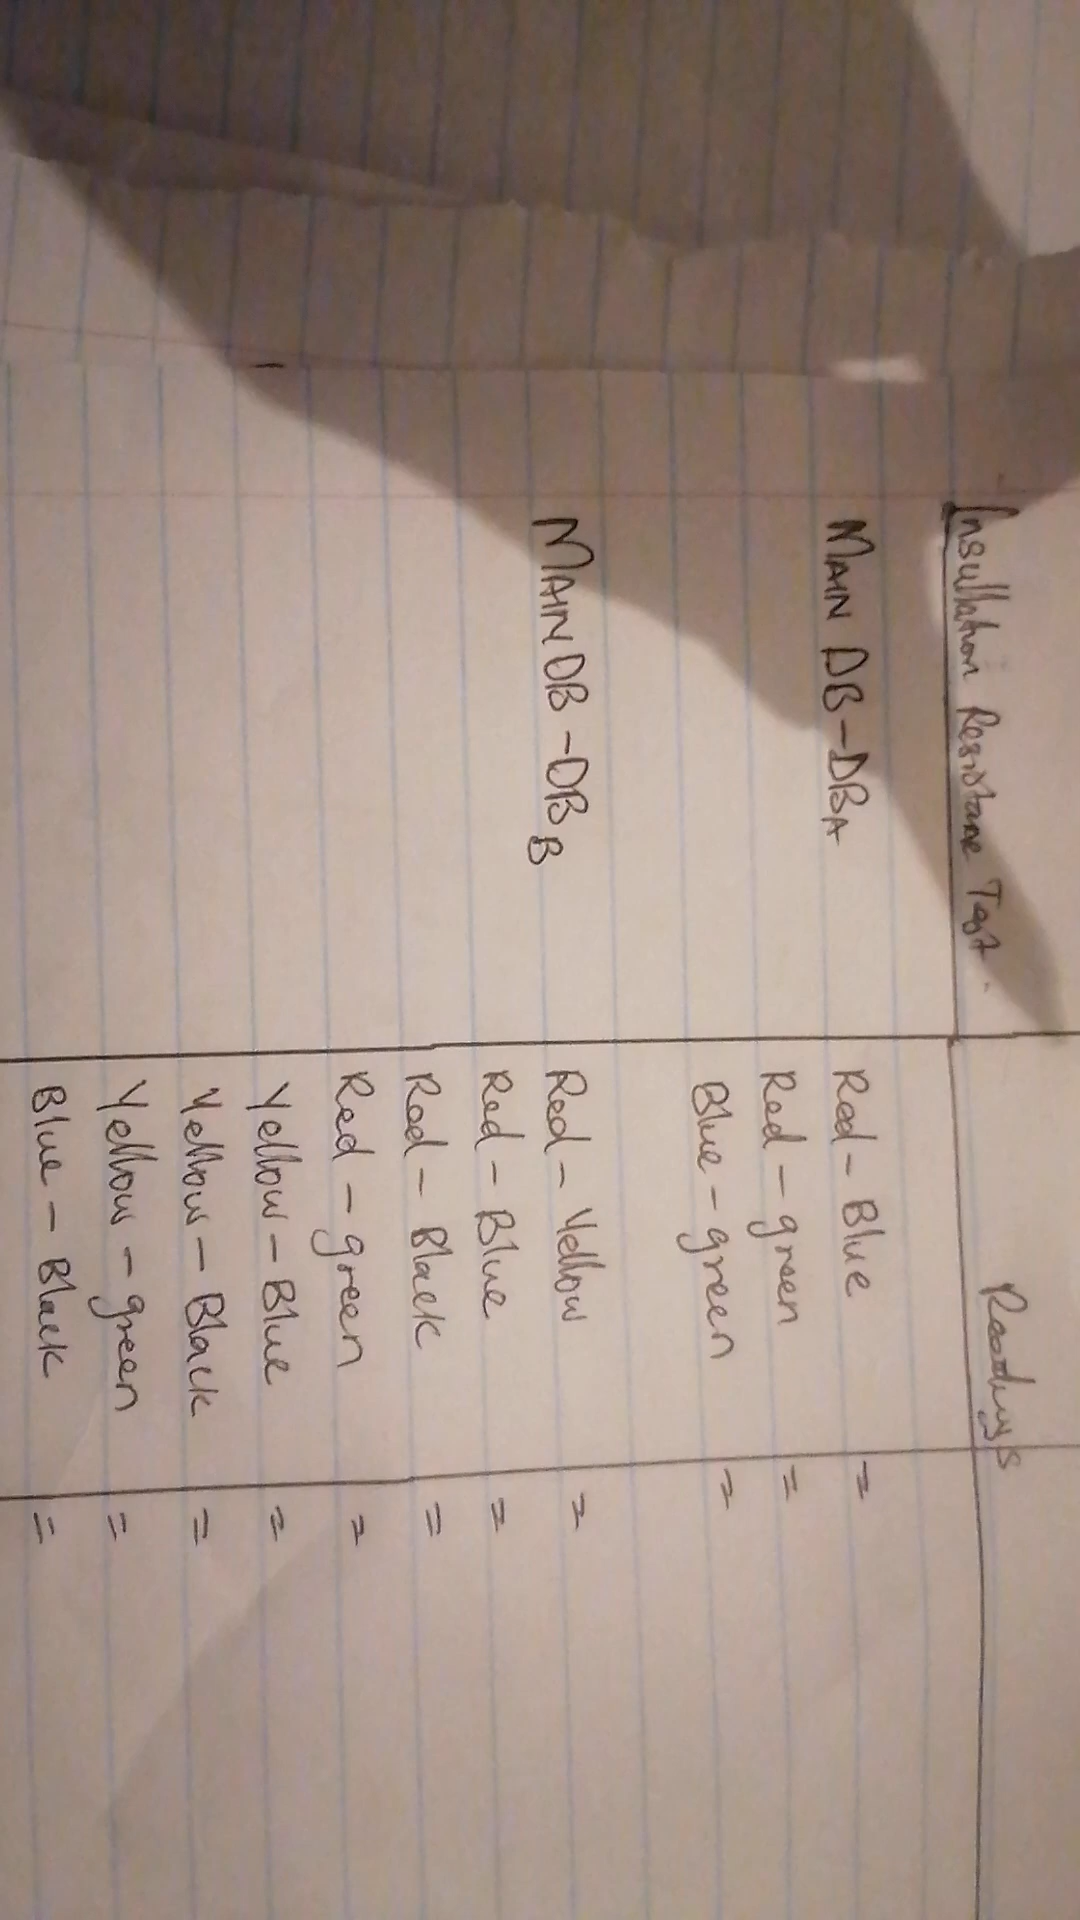 Insullation Resistane Test. Readings
MAIN DB-DBA Red - Blue =
Red - green =
Blue - green =
MAIN DB - DBB Red - Yellow =
Red - Blue =
Red - Black =
Red - green =
Yellow - Blue =
Yellow - Black =
Yellow - green =
Blue - Black =